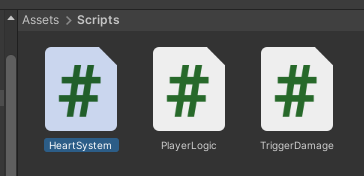 Assets > Scripts
#
#
#
HeartSystem
PlayerLogic
TriggerDamage